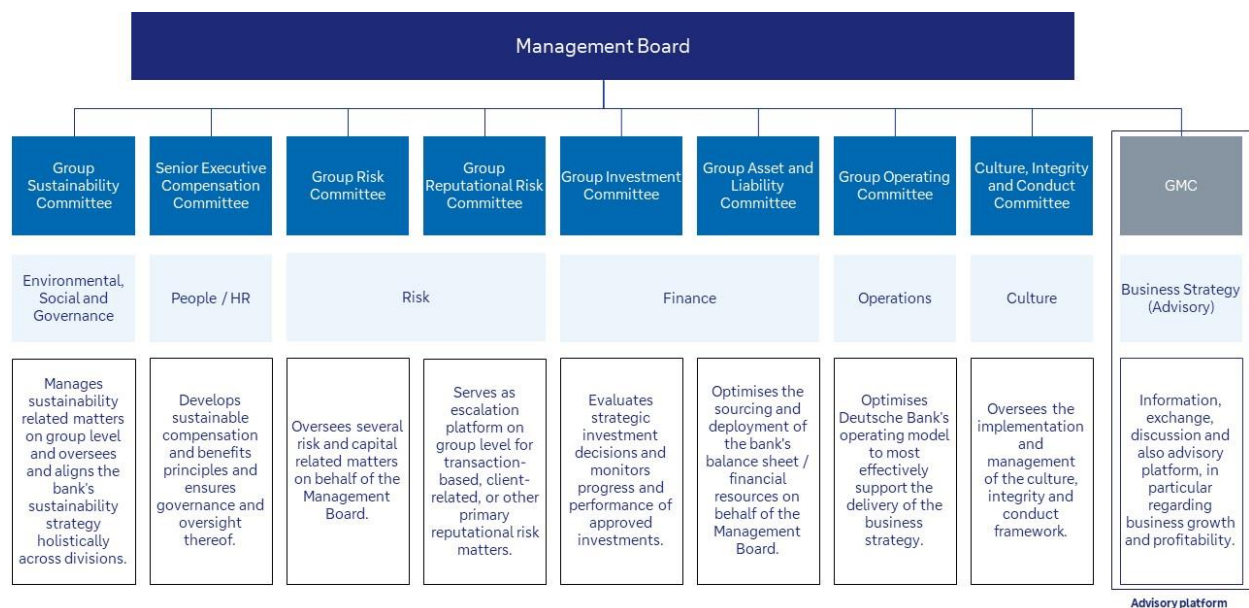 Management Board
Group
Sustainability
Committee
Senior Executive
Compensation
Committee
Group Risk
Committee
Group
Reputational Risk
Committee
Group Investment
Committee
Group Asset and
Liability
Committee
Group Operating
Committee
Culture, Integrity
and Conduct
Committee
GMC
Environmental,
Social and
Governance
People / HR
Risk
Finance
Operations
Culture
Business Strategy
(Advisory)
Manages
sustainability
related matters
on group level
and oversees
and aligns the
bank's
sustainability
strategy
holistically
across divisions.
Develops
sustainable
compensation
and benefits
principles and
ensures
governance and
oversight
thereof.
Oversees several
risk and capital
related matters
on behalf of the
Management
Board.
Serves as
escalation
platform on
group level for
transaction-
based, client-
related, or other
primary
reputational risk
matters.
Evaluates
strategic
investment
decisions and
monitors
progress and
performance of
approved
investments.
Optimises the
sourcing and
deployment of
the bank's
balance sheet /
financial
resources on
behalf of the
Management
Board.
Optimises
Deutsche Bank's
operating model
to most
effectively
support the
delivery of the
business
strategy.
Oversees the
implementation
and
management
of the culture,
integrity and
conduct
framework.
Information,
exchange,
discussion and
also advisory
platform, in
particular
regarding
business growth
and profitability.
Advisory platform